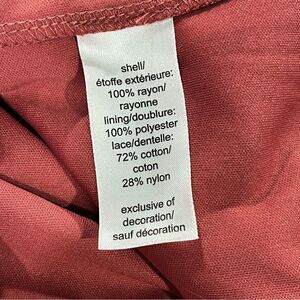 shell/
étoffe extérieure:
100% rayon/
rayonne
lining/doublure:
100% polyester
lace/dentelle:
72% cotton/
coton
28% nylon
exclusive of
decoration/
sauf décoration